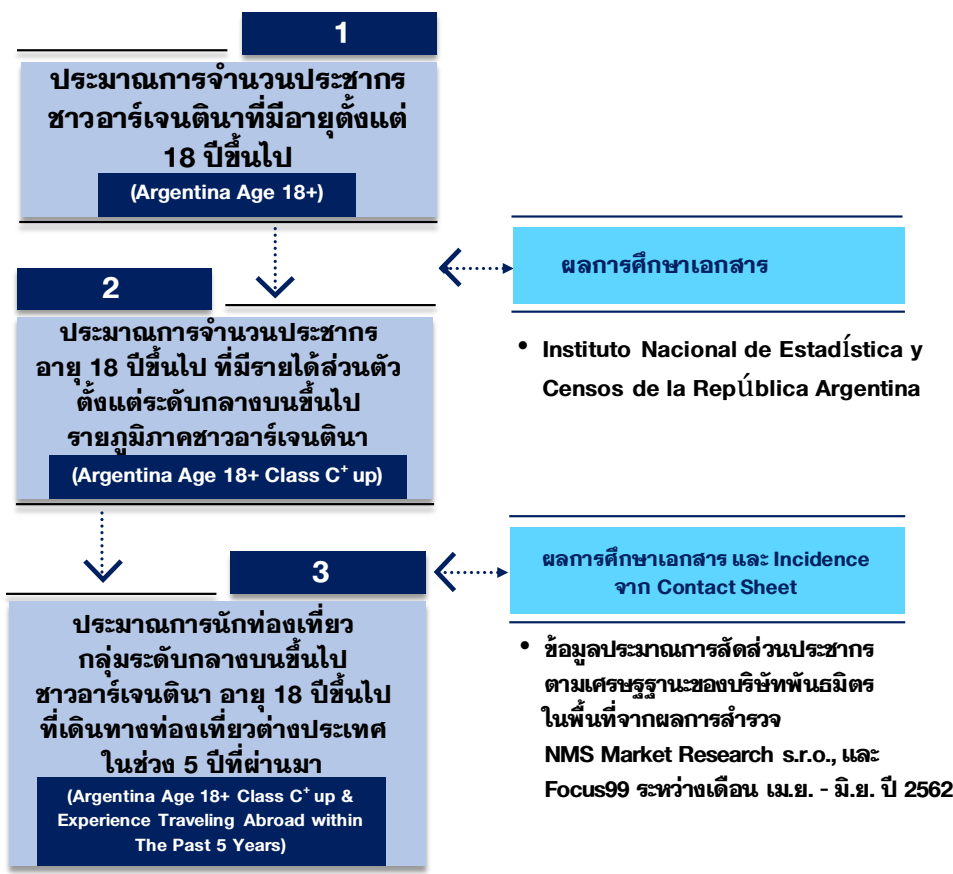 1
ประมาณการจำนวนประชากร
ชาวอาร์เจนตินาที่มีอายุตั้งแต่
18 ปีขึ้นไป
(Argentina Age 18+)
ผลการศึกษาเอกสาร
• Instituto Nacional de Estadística y
Censos de la República Argentina
2
ประมาณการจำนวนประชากร
อายุ 18 ปีขึ้นไป ที่มีรายได้ส่วนตัว
ตั้งแต่ระดับกลางบนขึ้นไป
รายภูมิภาคชาวอาร์เจนตินา
(Argentina Age 18+ Class C⁺ up)
3
ประมาณการนักท่องเที่ยว
กลุ่มระดับกลางบนขึ้นไป
ชาวอาร์เจนตินา อายุ 18 ปีขึ้นไป
ที่เดินทางท่องเที่ยวต่างประเทศ
ในช่วง 5 ปีที่ผ่านมา
(Argentina Age 18+ Class C⁺ up &
Experience Traveling Abroad within
The Past 5 Years)
ผลการศึกษาเอกสาร และ Incidence
จาก Contact Sheet
• ข้อมูลประมาณการสัดส่วนประชากร
ตามเศรษฐฐานะของบริษัทพันธมิตร
ในพื้นที่จากผลการสำรวจ
NMS Market Research s.r.o., และ
Focus99 ระหว่างเดือน เม.ย. - มิ.ย. ปี 2562